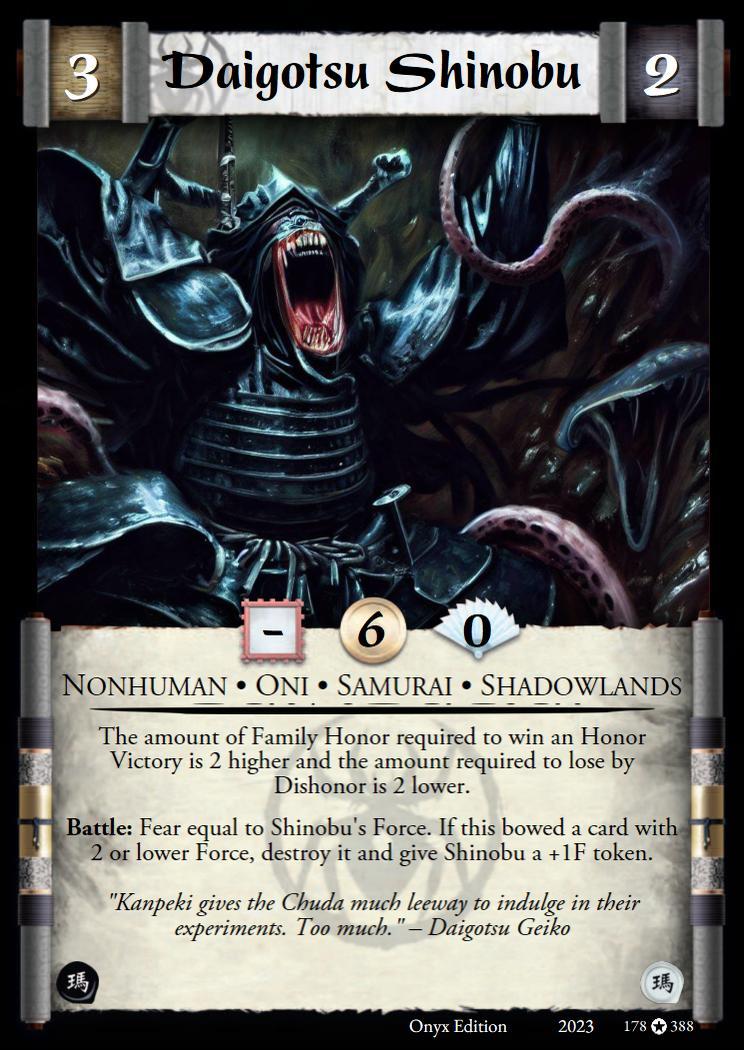 3 Daigotsu Shinobu 2
- 6 0
NONHUMAN • ONI • SAMURAI • SHADOWLANDS
The amount of Family Honor required to win an Honor
Victory is 2 higher and the amount required to lose by
Dishonor is 2 lower.
Battle: Fear equal to Shinobu's Force. If this bowed a card with
2 or lower Force, destroy it and give Shinobu a +1F token.
"Kanpeki gives the Chuda much leeway to indulge in their
experiments. Too much." – Daigotsu Geiko
瑪 瑪
Onyx Edition 2023 178 ✪ 388